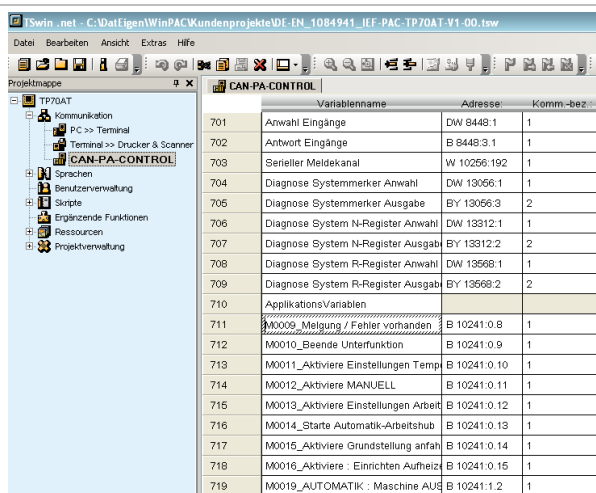 TSwin .net - C:\DatEigen\WinPAC\Kundenprojekte\DE-EN_1084941_IEF-PAC-TP70AT-V1-00.tsw
Datei Bearbeiten Ansicht Extras Hilfe
Projektmappe
CAN-PA-CONTROL
TP70AT
Kommunikation
PC >> Terminal
Terminal >> Drucker & Scanner
CAN-PA-CONTROL
Sprachen
Benutzerverwaltung
Skripte
Ergänzende Funktionen
Ressourcen
Projektverwaltung
Variablenname Adresse: Komm.-bez.:
701 Anwahl Eingänge DW 8448:1 1
702 Antwort Eingänge B 8448:3.1 1
703 Serieller Meldekanal W 10256:192 1
704 Diagnose Systemmerker Anwahl DW 13056:1 1
705 Diagnose Systemmerker Ausgabe BY 13056:3 2
706 Diagnose System N-Register Anwahl DW 13312:1 1
707 Diagnose System N-Register Ausgab BY 13312:2 2
708 Diagnose System R-Register Anwahl DW 13568:1 1
709 Diagnose System R-Register Ausgab BY 13568:2 2
710 ApplikationsVariablen
711 M0009_Melgung / Fehler vorhanden B 10241:0.8 1
712 M0010_Beende Unterfunktion B 10241:0.9 1
713 M0011_Aktiviere Einstellungen Temp B 10241:0.10 1
714 M0012_Aktiviere MANUELL B 10241:0.11 1
715 M0013_Aktiviere Einstellungen Arbeit B 10241:0.12 1
716 M0014_Starte Automatik-Arbeitshub B 10241:0.13 1
717 M0015_Aktiviere Grundstellung anfah B 10241:0.14 1
718 M0016_Aktiviere : Einrichten Aufheiz B 10241:0.15 1
719 M0019_AUTOMATIK : Maschine AUS B 10241:1.2 1